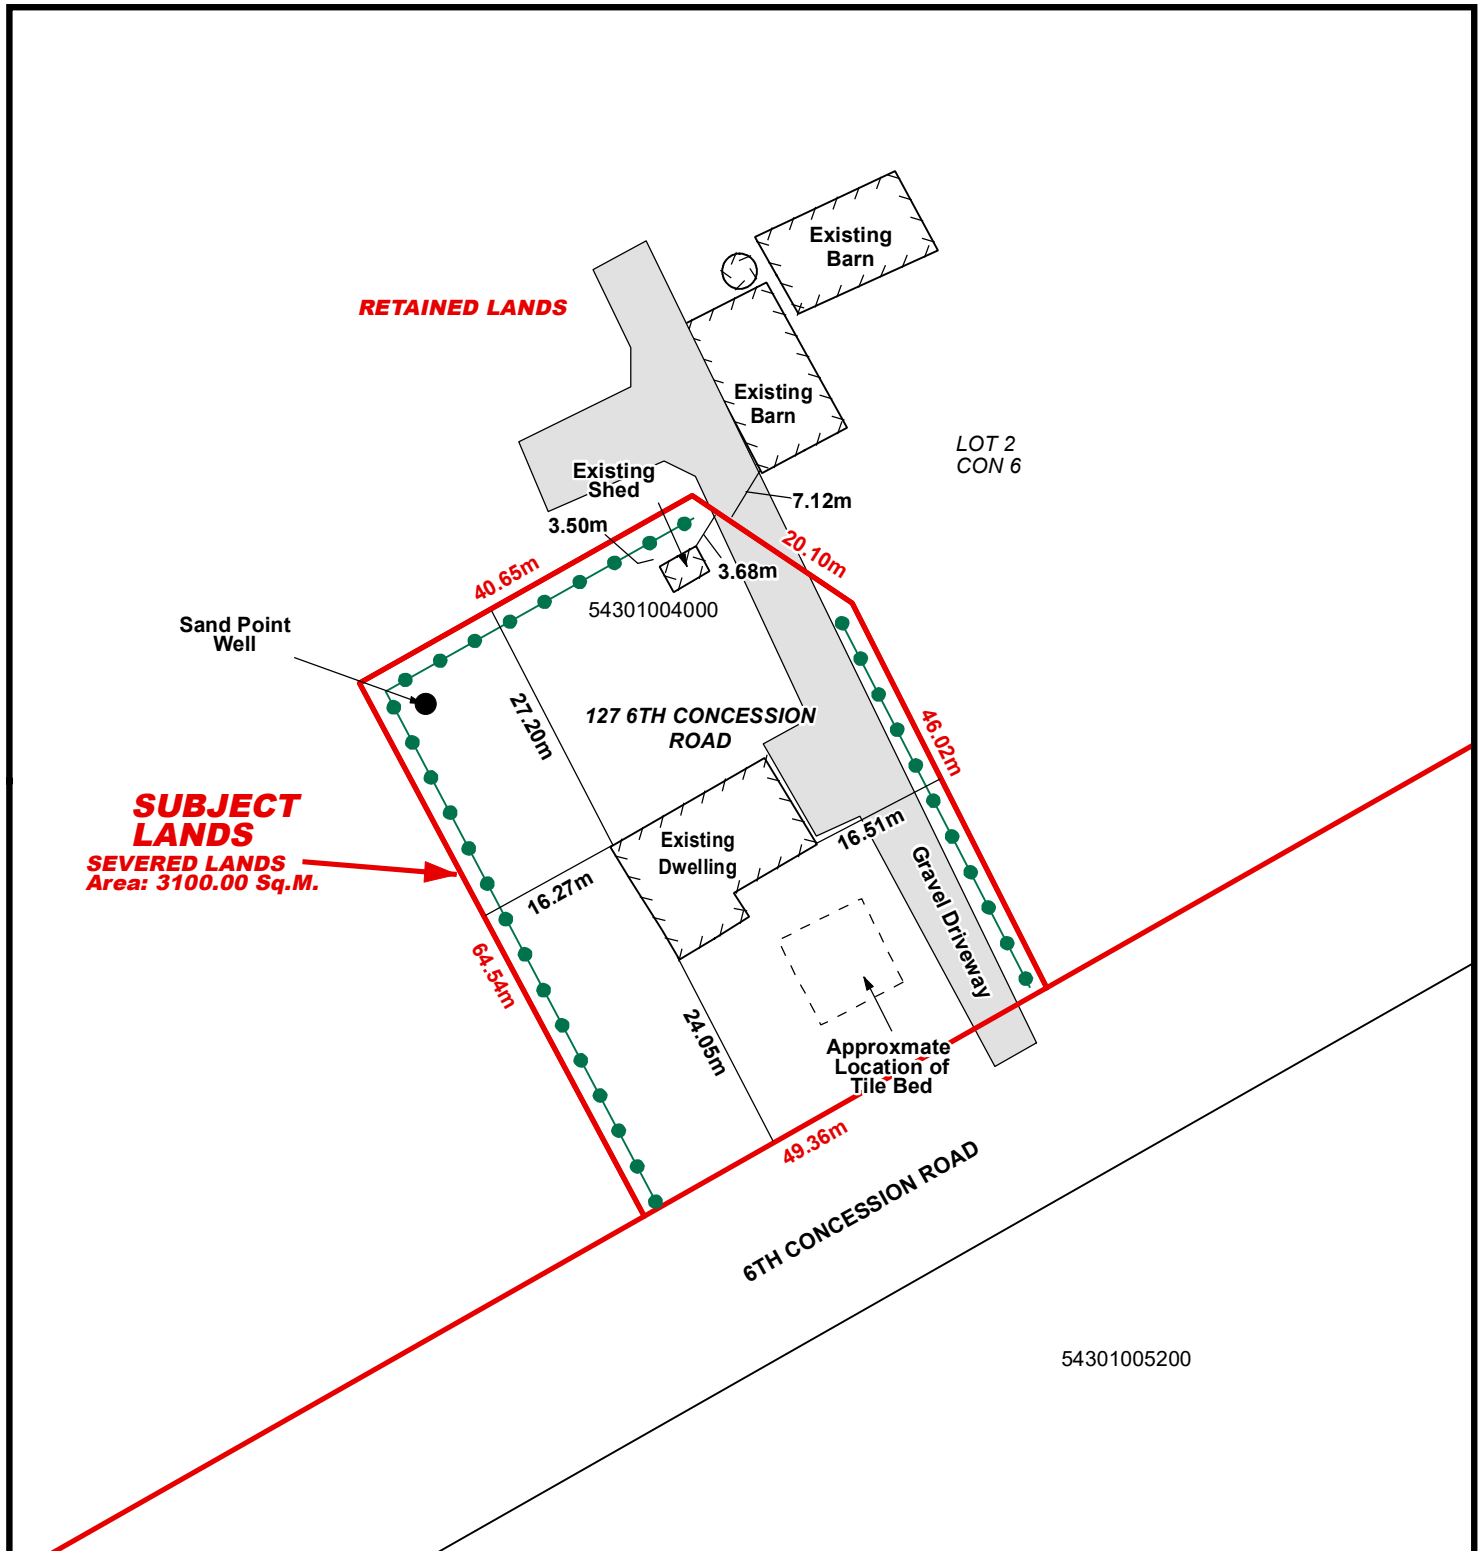 Existing
Barn
RETAINED LANDS
Existing
Barn
LOT 2
CON 6
Existing
Shed
7.12m
3.50m
20.10m
40.65m
3.68m
54301004000
Sand Point
Well
27.20m
127 6TH CONCESSION
ROAD
46.02m
SUBJECT
LANDS
SEVERED LANDS
Area: 3100.00 Sq.M.
Existing
Dwelling
16.51m
16.27m
Gravel Driveway
64.54m
24.05m
Approxmate
Location of
Tile Bed
49.36m
6TH CONCESSION ROAD
54301005200